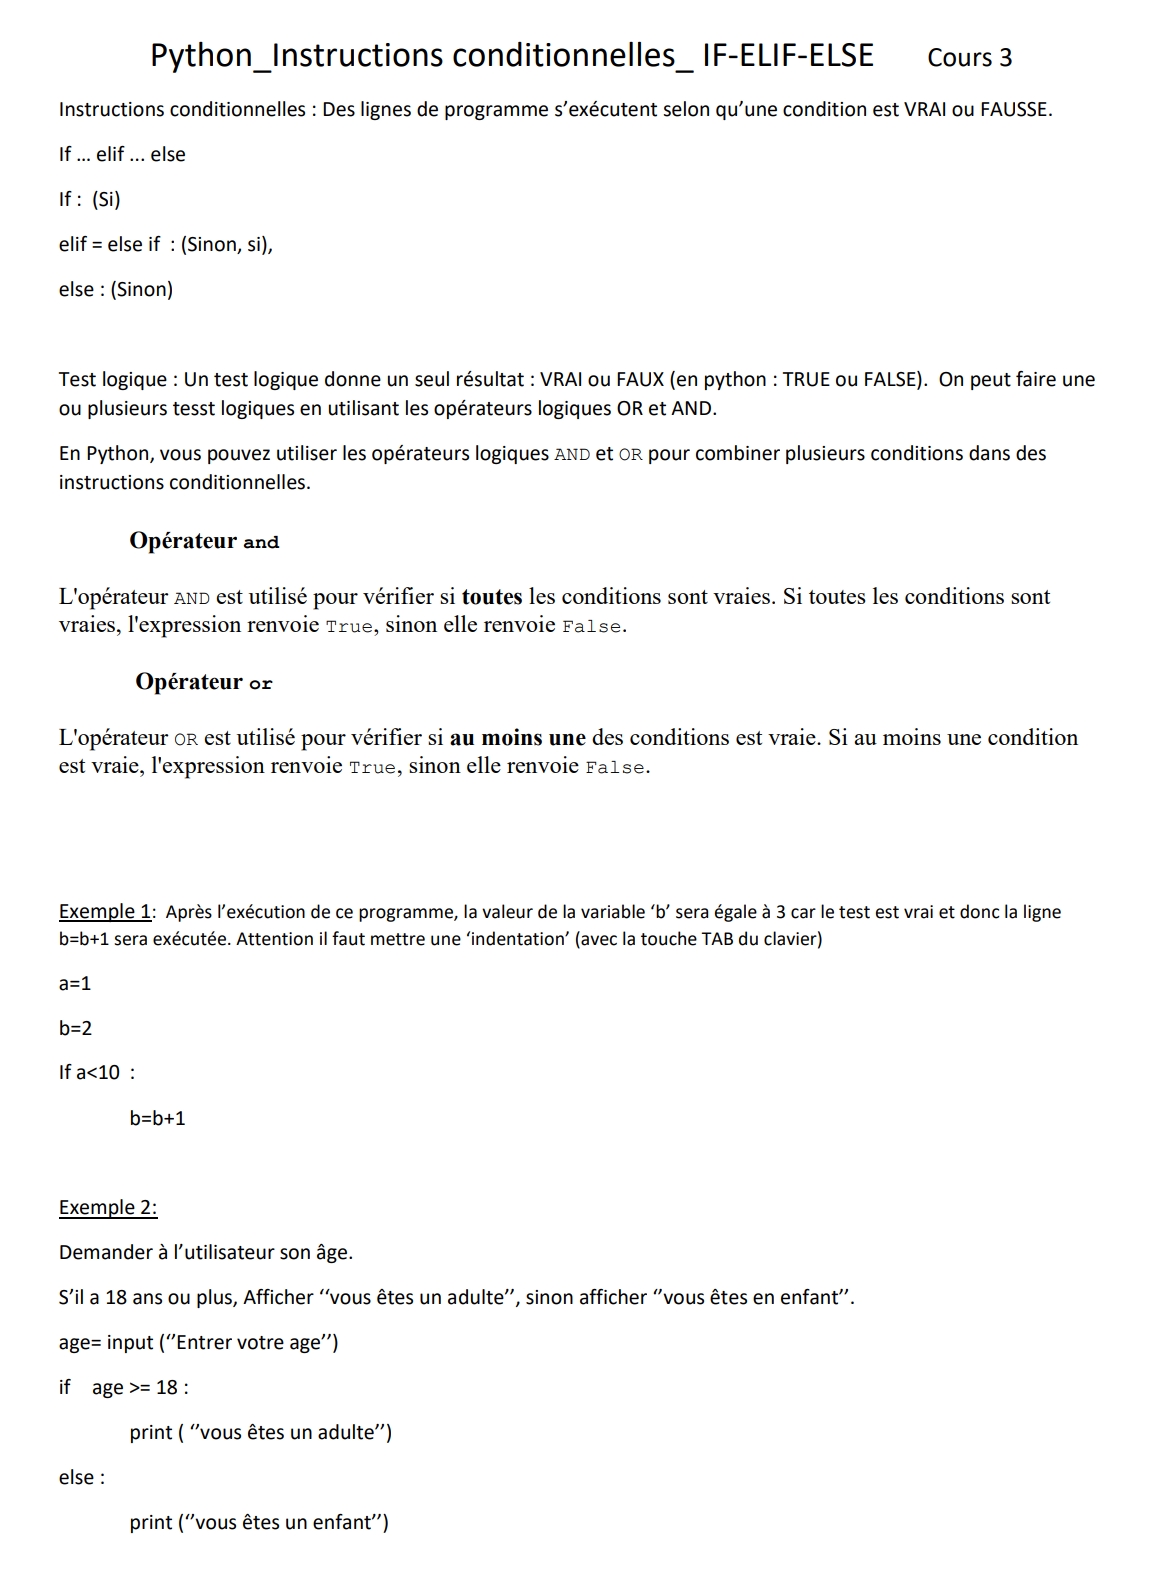 Python_Instructions conditionnelles_ IF-ELIF-ELSE Cours 3
Instructions conditionnelles : Des lignes de programme s’exécutent selon qu’une condition est VRAI ou FAUSSE.
If … elif ... else
If : (Si)
elif = else if : (Sinon, si),
else : (Sinon)
Test logique : Un test logique donne un seul résultat : VRAI ou FAUX (en python : TRUE ou FALSE). On peut faire une
ou plusieurs tesst logiques en utilisant les opérateurs logiques OR et AND.
En Python, vous pouvez utiliser les opérateurs logiques AND et OR pour combiner plusieurs conditions dans des
instructions conditionnelles.
Opérateur and
L'opérateur AND est utilisé pour vérifier si toutes les conditions sont vraies. Si toutes les conditions sont
vraies, l'expression renvoie True, sinon elle renvoie False.
Opérateur or
L'opérateur OR est utilisé pour vérifier si au moins une des conditions est vraie. Si au moins une condition
est vraie, l'expression renvoie True, sinon elle renvoie False.
Exemple 1: Après l’exécution de ce programme, la valeur de la variable ‘b’ sera égale à 3 car le test est vrai et donc la ligne
b=b+1 sera exécutée. Attention il faut mettre une ‘indentation’ (avec la touche TAB du clavier)
a=1
b=2
If a<10 :
b=b+1
Exemple 2:
Demander à l’utilisateur son âge.
S’il a 18 ans ou plus, Afficher ‘‘vous êtes un adulte’’, sinon afficher ‘’vous êtes en enfant’’.
age= input (‘’Entrer votre age’’)
if age >= 18 :
print ( ‘’vous êtes un adulte’’)
else :
print (‘’vous êtes un enfant’’)